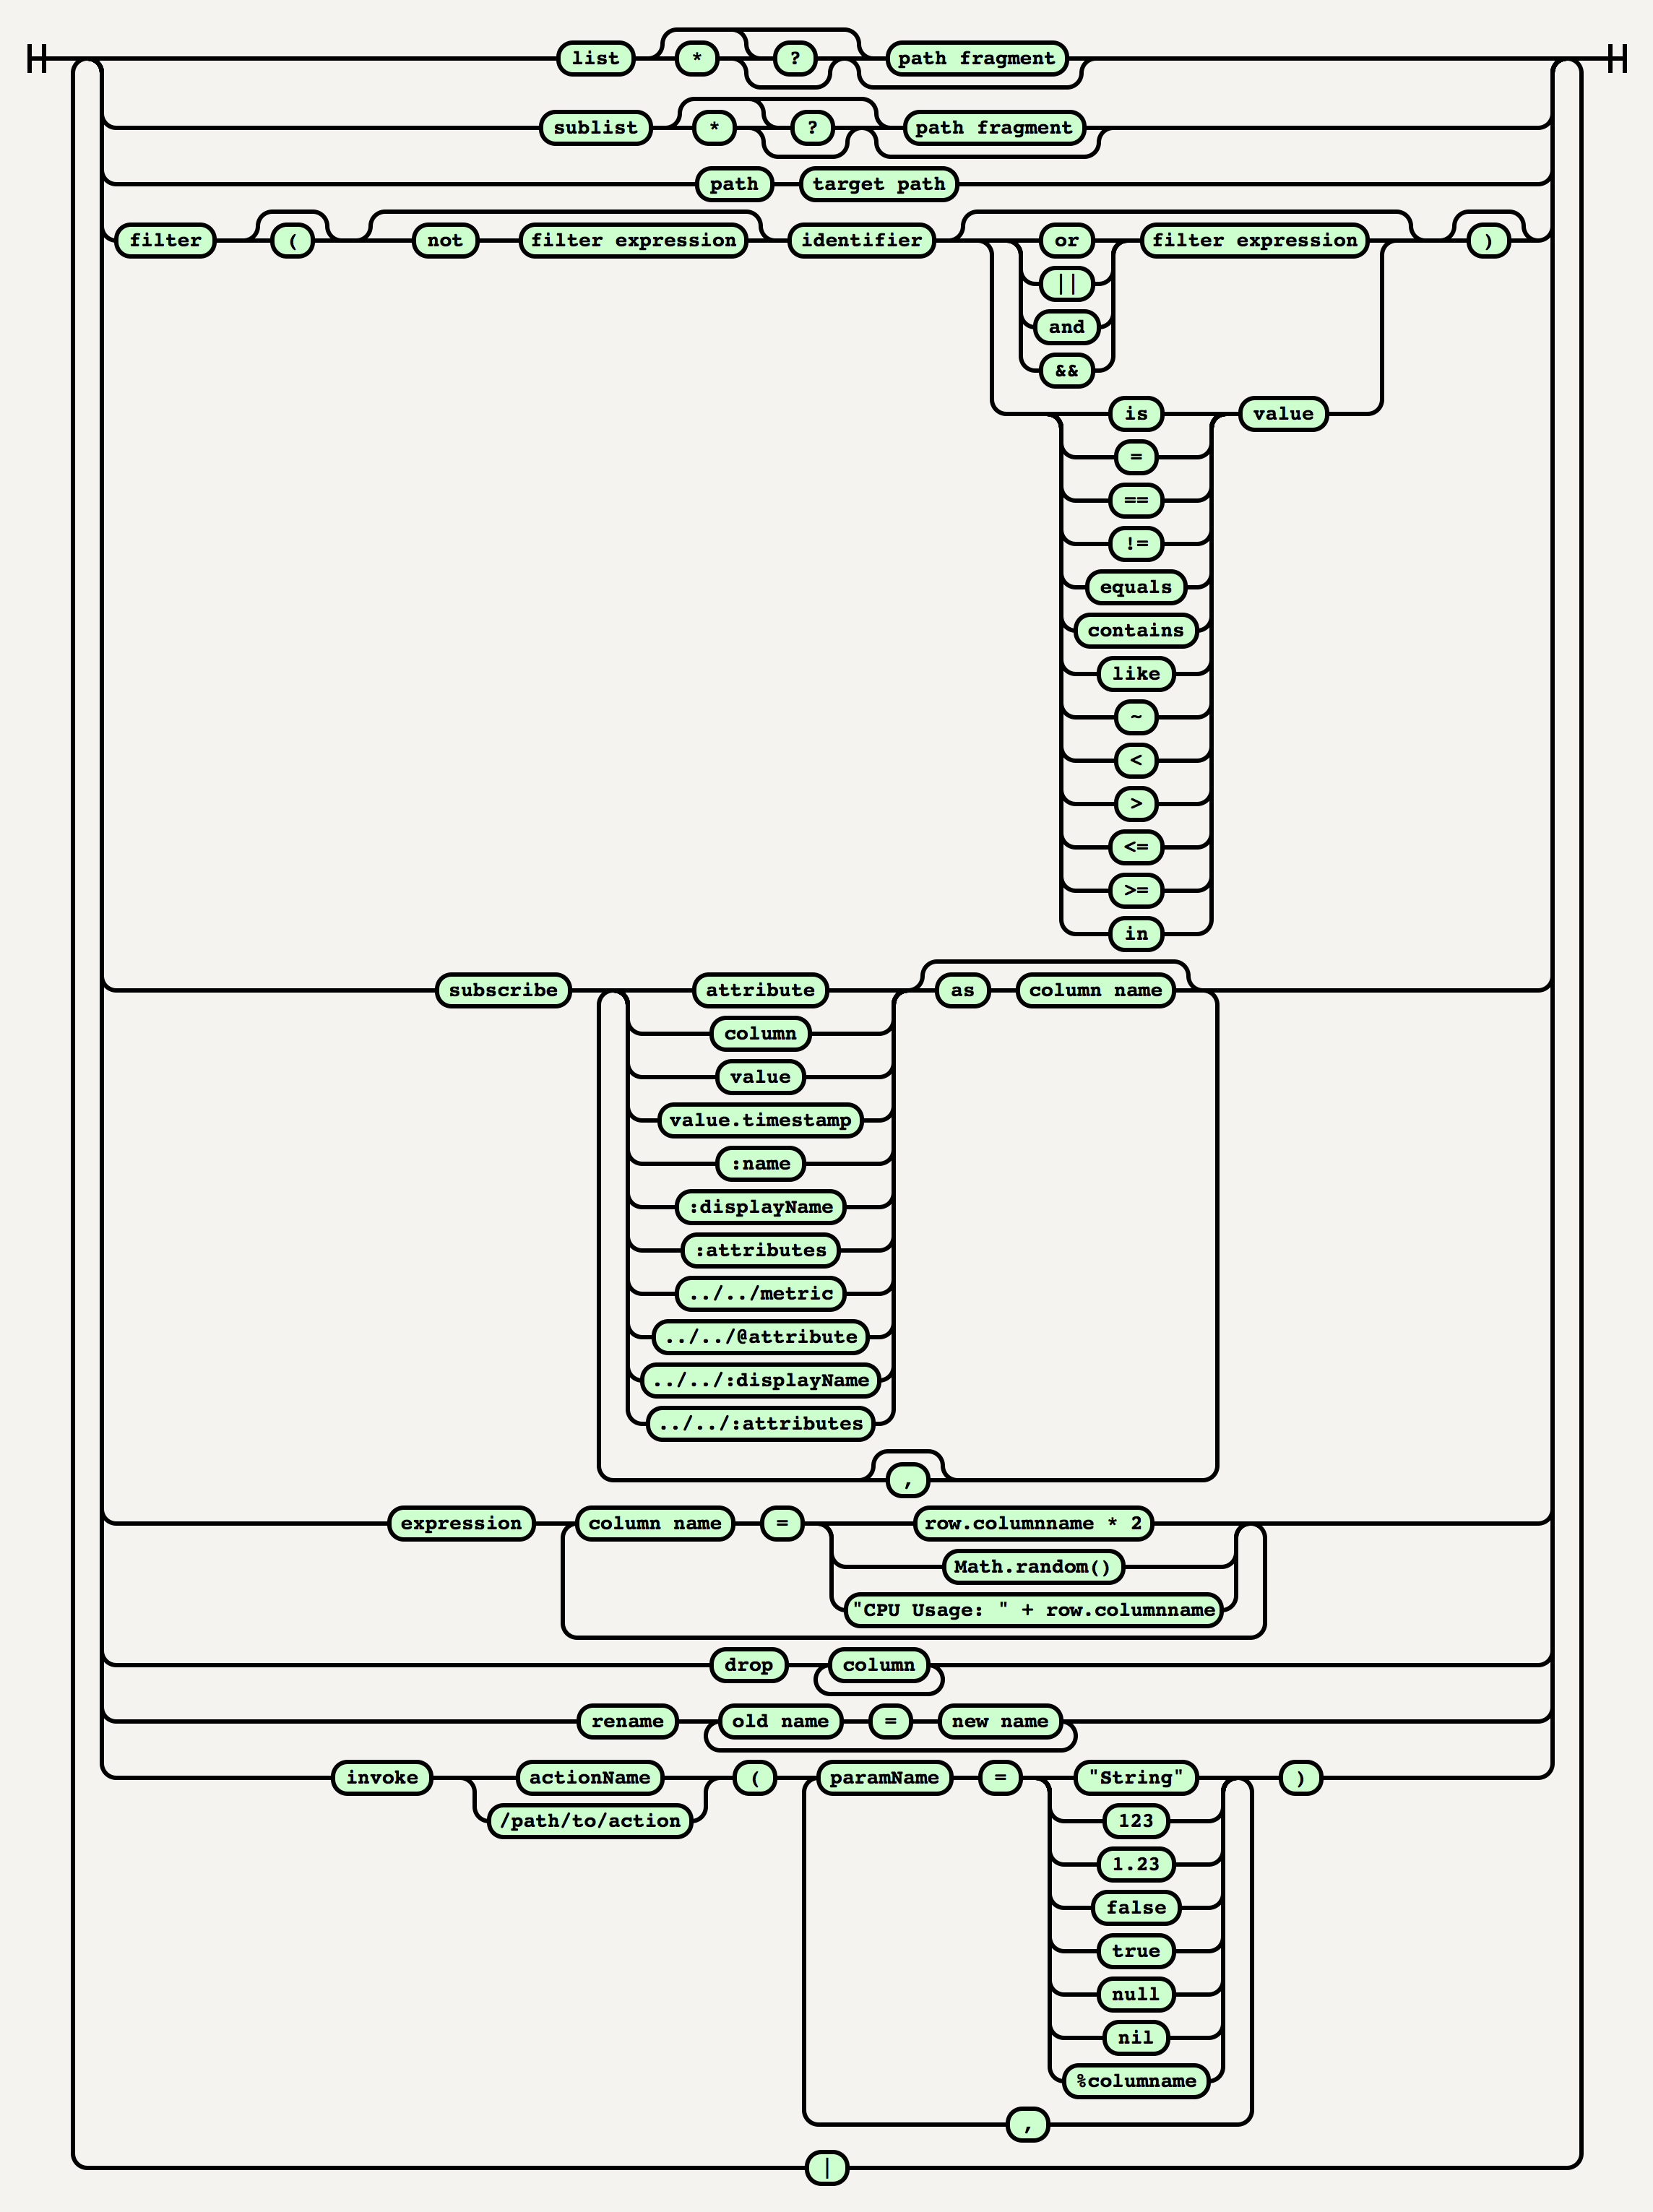 list * ? path fragment
sublist * ? path fragment
path target path
filter ( not filter expression identifier or filter expression )
||
and
&&
is value
=
==
!=
equals
contains
like
~
<
>
<=
>=
in
subscribe attribute as column name
column
value
value.timestamp
:name
:displayName
:attributes
../../metric
../../@attribute
../../:displayName
../../:attributes
,
expression column name = row.columnname * 2
Math.random()
"CPU Usage: " + row.columnname
drop column
rename old name = new name
invoke actionName ( paramName = "String" )
/path/to/action 123
1.23
false
true
null
nil
%columname
,
|